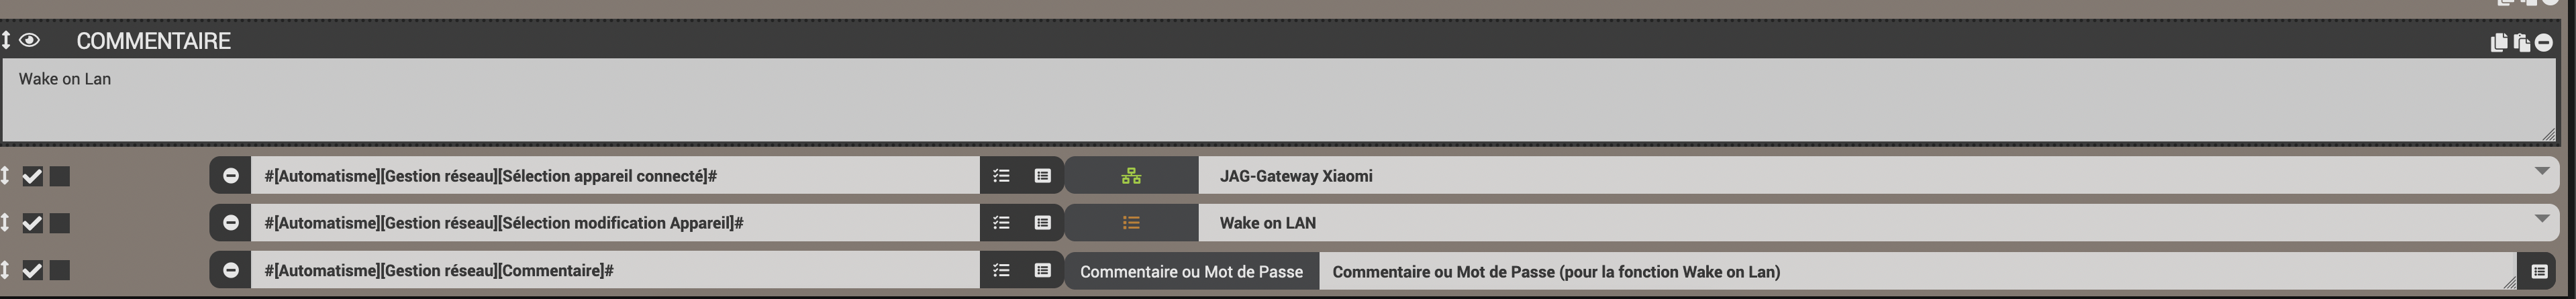 COMMENTAIRE
Wake on Lan
#[Automatisme][Gestion réseau][Sélection appareil connecté]# JAG-Gateway Xiaomi
#[Automatisme][Gestion réseau][Sélection modification Appareil]# Wake on LAN
#[Automatisme][Gestion réseau][Commentaire]# Commentaire ou Mot de Passe Commentaire ou Mot de Passe (pour la fonction Wake on Lan)